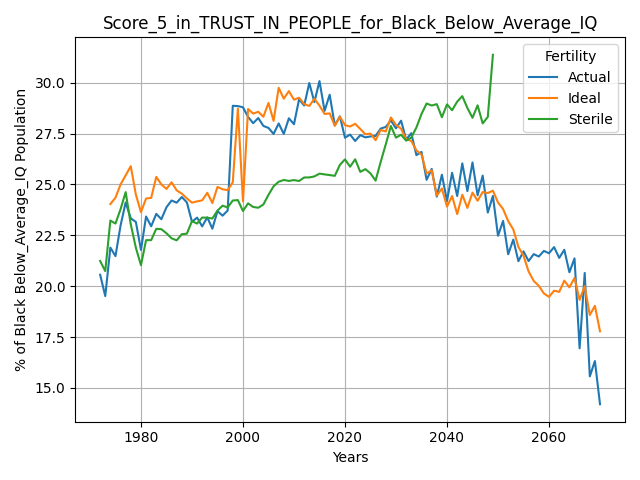 Score_5_in_TRUST_IN_PEOPLE_for_Black_Below_Average_IQ
% of Black Below_Average_IQ Population
30.0
27.5
25.0
22.5
20.0
17.5
15.0
Fertility
Actual
Ideal
Sterile
1980
2000
2020
2040
2060
Years